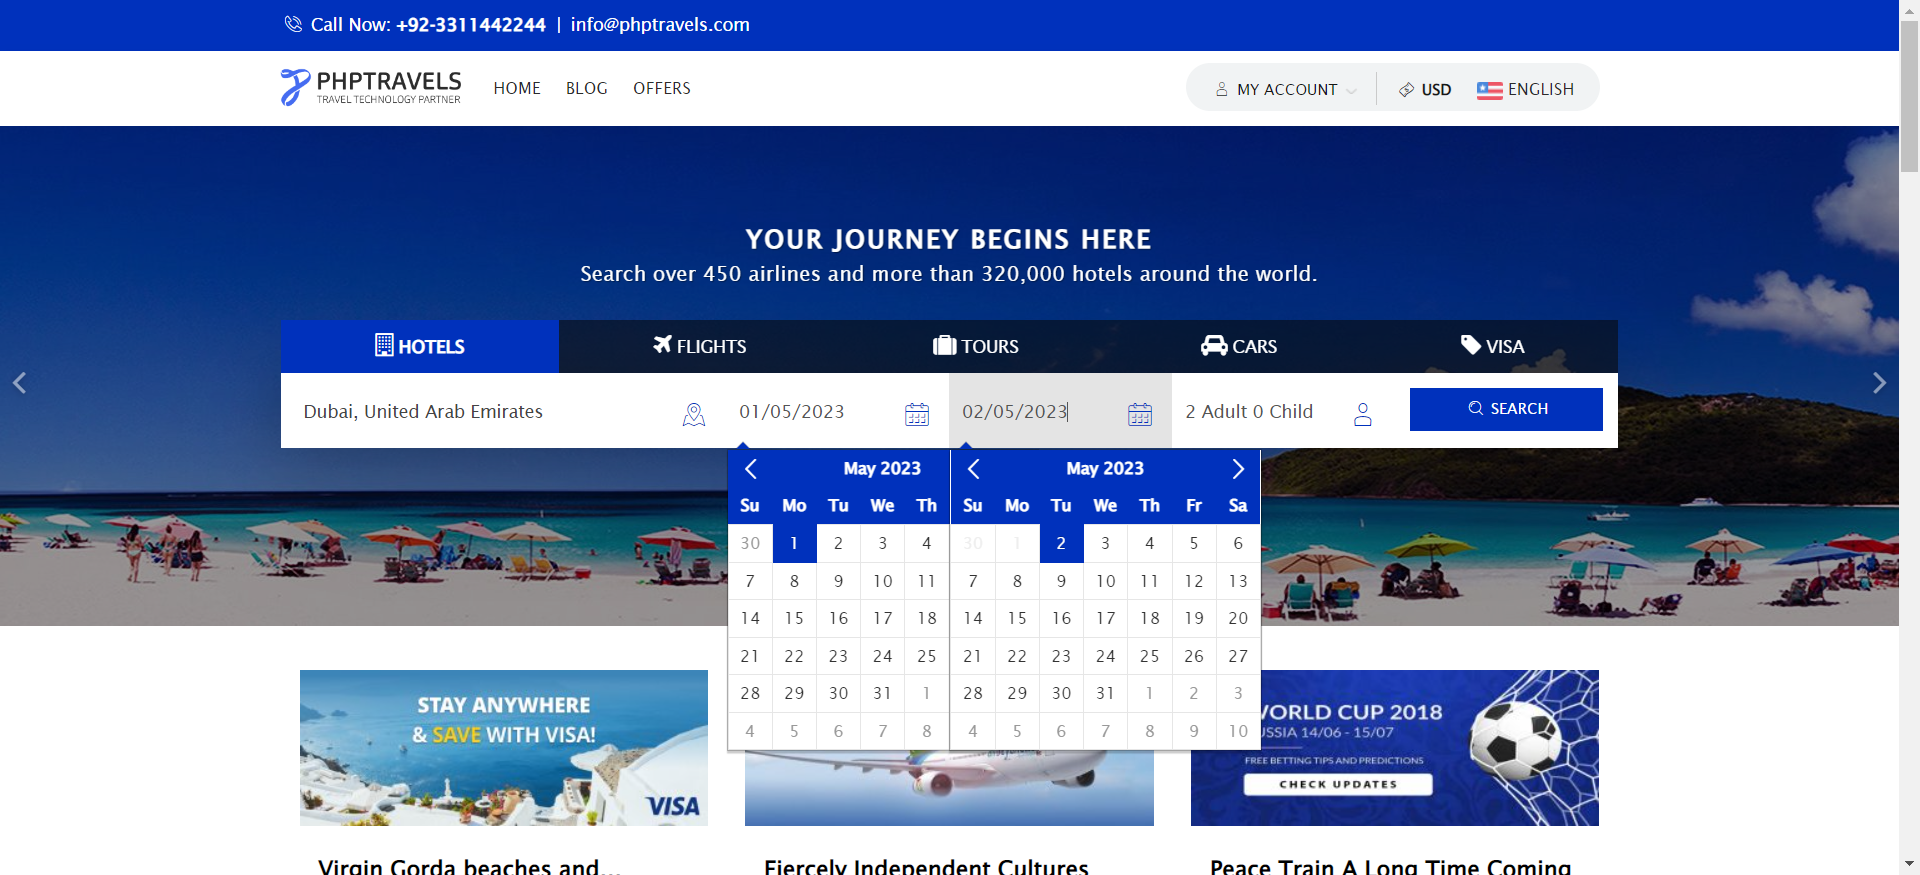 Call Now: +92-3311442244 | info@phptravels.com
PHPTRAVELS
TRAVEL TECHNOLOGY PARTNER
HOME BLOG OFFERS
MY ACCOUNT USD ENGLISH
YOUR JOURNEY BEGINS HERE
Search over 450 airlines and more than 320,000 hotels around the world.
HOTELS FLIGHTS TOURS CARS VISA
Dubai, United Arab Emirates 01/05/2023 02/05/2023 2 Adult 0 Child SEARCH
May 2023
Su Mo Tu We Th
30 1 2 3 4
7 8 9 10 11
14 15 16 17 18
21 22 23 24 25
28 29 30 31 1
4 5 6 7 8
May 2023
Su Mo Tu We Th Fr Sa
30 1 2 3 4 5 6
7 8 9 10 11 12 13
14 15 16 17 18 19 20
21 22 23 24 25 26 27
28 29 30 31 1 2 3
4 5 6 7 8 9 10
STAY ANYWHERE
& SAVE WITH VISA!
VISA
WORLD CUP 2018
RUSSIA 14/06 - 15/07
FREE BETTING TIPS AND PREDICTIONS
CHECK UPDATES
Virgin Gorda beaches and...
Fiercely Independent Cultures
Peace Train A Long Time Coming